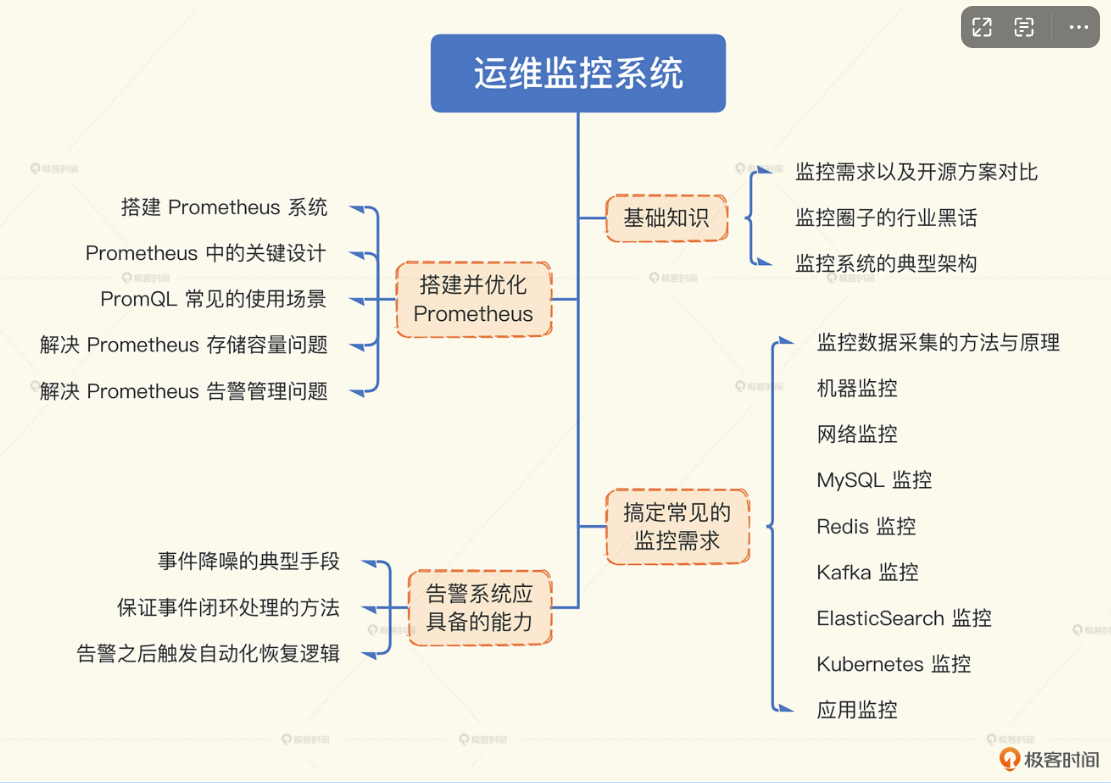 运维监控系统
基础知识
监控需求以及开源方案对比
监控圈子的行业黑话
监控系统的典型架构
搭建并优化
Prometheus
搭建 Prometheus 系统
Prometheus 中的关键设计
PromQL 常见的使用场景
解决 Prometheus 存储容量问题
解决 Prometheus 告警管理问题
搞定常见的
监控需求
监控数据采集的方法与原理
机器监控
网络监控
MySQL 监控
Redis 监控
Kafka 监控
ElasticSearch 监控
Kubernetes 监控
应用监控
告警系统应
具备的能力
事件降噪的典型手段
保证事件闭环处理的方法
告警之后触发自动化恢复逻辑
极客时间